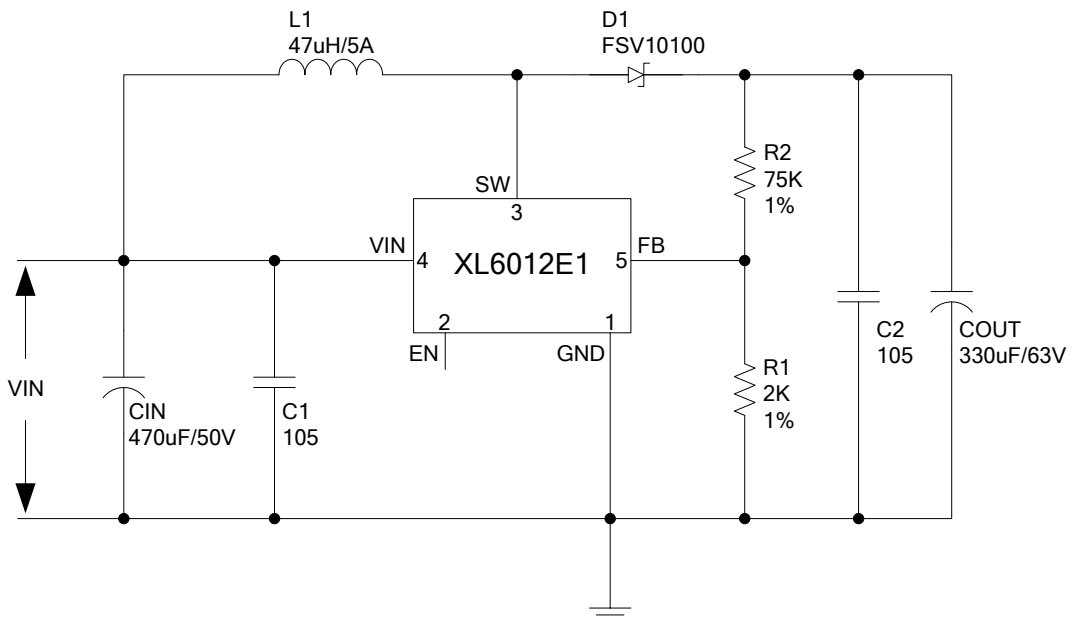 L1
47uH/5A
D1
FSV10100
R2
75K
1%
SW
3
VIN
4
XL6012E1
5
FB
2
1
EN
GND
C2
105
COUT
330uF/63V
R1
2K
1%
VIN
CIN
470uF/50V
C1
105